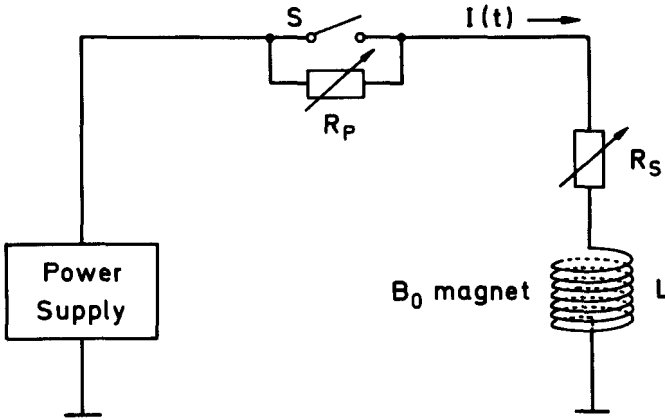 S
I(t)
R_P
R_S
Power
Supply
B_0 magnet
L